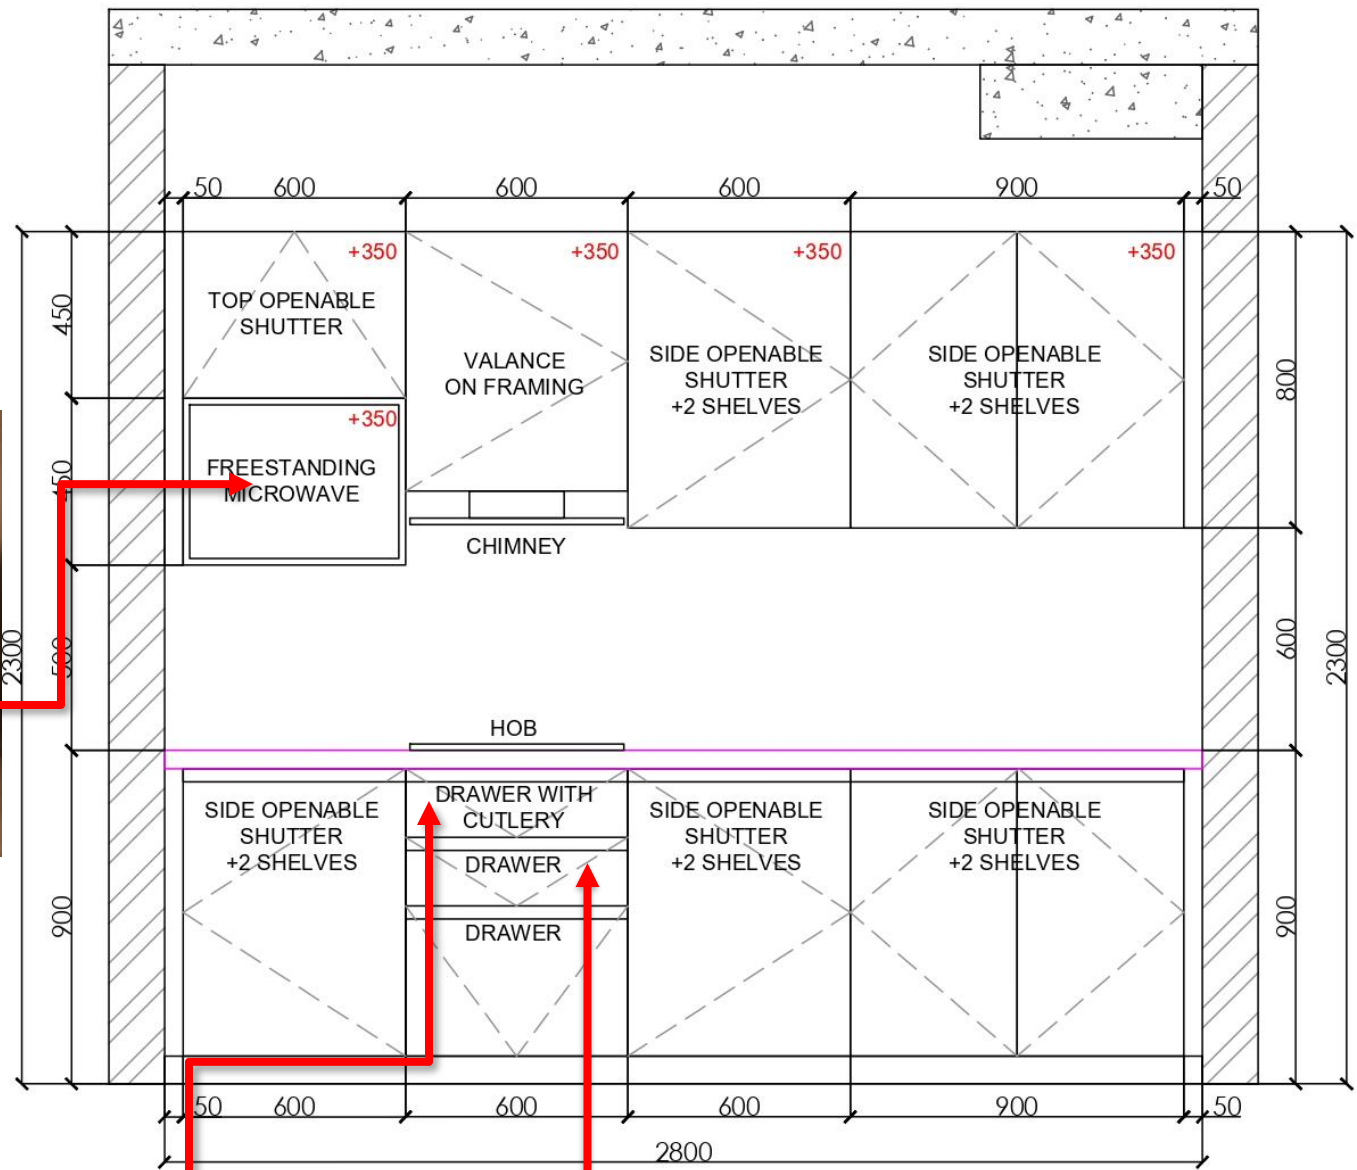 50 600 600 600 900 50
+350 +350 +350 +350
TOP OPENABLE
SHUTTER
450
VALANCE
ON FRAMING
SIDE OPENABLE
SHUTTER
+2 SHELVES
SIDE OPENABLE
SHUTTER
+2 SHELVES
800
+350
FREESTANDING
MICROWAVE
CHIMNEY
2300
600
2300
HOB
SIDE OPENABLE
SHUTTER
+2 SHELVES
DRAWER WITH
CUTLERY
DRAWER
DRAWER
SIDE OPENABLE
SHUTTER
+2 SHELVES
SIDE OPENABLE
SHUTTER
+2 SHELVES
900
900
50 600 600 600 900 50
2800